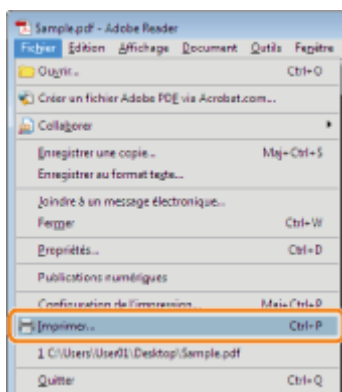 Sample.pdf - Adobe Reader
Fichier Edition Affichage Document Outils Fenêtre
Ouvrir... Ctrl+O
Créer un fichier Adobe PDF via Acrobat.com...
Collaborer
Enregistrer une copie... Maj+Ctrl+S
Enregistrer au format texte...
Joindre à un message électronique...
Fermer Ctrl+W
Propriétés... Ctrl+D
Publications numériques
Configuration de l'impression... Maj+Ctrl+P
Imprimer... Ctrl+P
1 C:\Users\User01\Desktop\Sample.pdf
Quitter Ctrl+Q